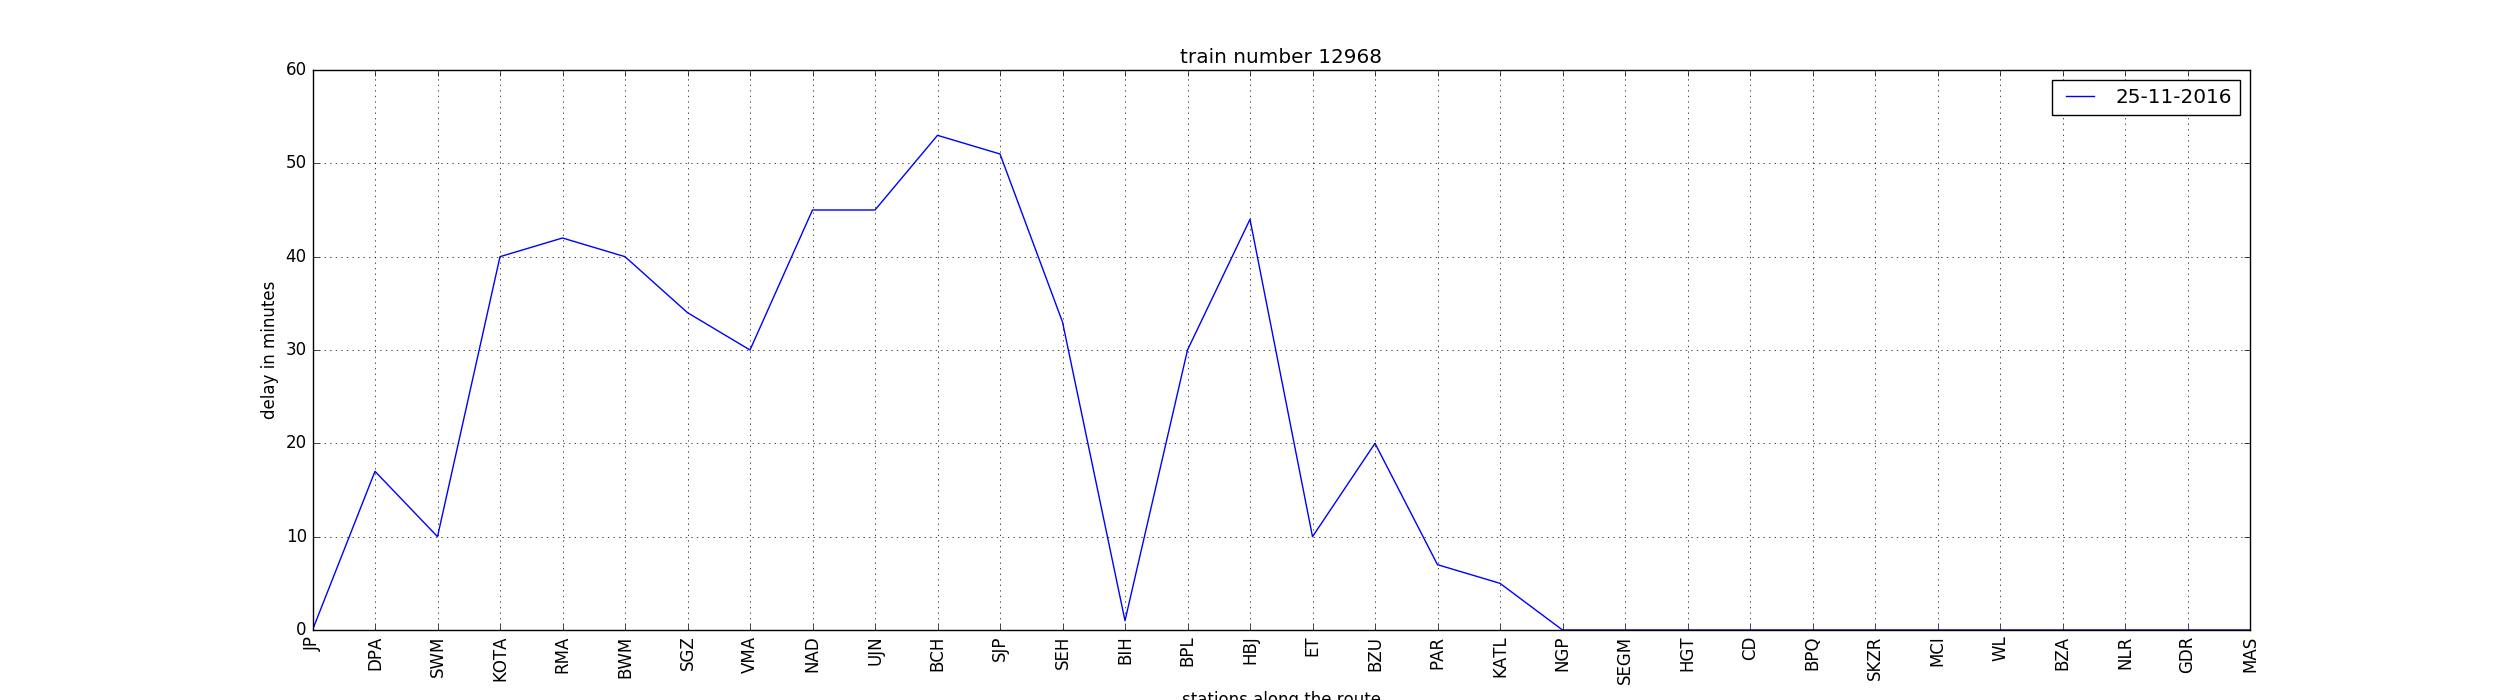 train number 12968
25-11-2016
60
50
40
30
20
10
0
delay in minutes
JP
DPA
SWM
KOTA
RMA
BWM
SGZ
VMA
NAD
UJN
BCH
SJP
SEH
BIH
BPL
HBJ
ET
BZU
PAR
KATL
NGP
SEGM
HGT
CD
BPQ
SKZR
MCI
WL
BZA
NLR
GDR
MAS
stations along the route